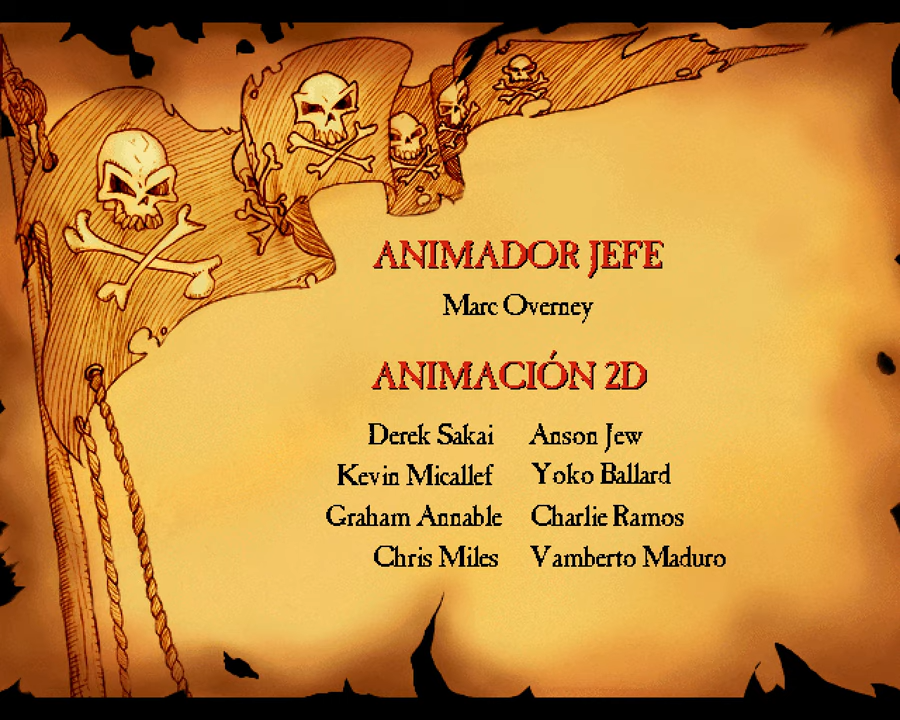 ANIMADOR JEFE
Marc Overney
ANIMACIÓN 2D
Derek Sakai Anson Jew
Kevin Micallef Yoko Ballard
Graham Annable Charlie Ramos
Chris Miles Vamberto Maduro